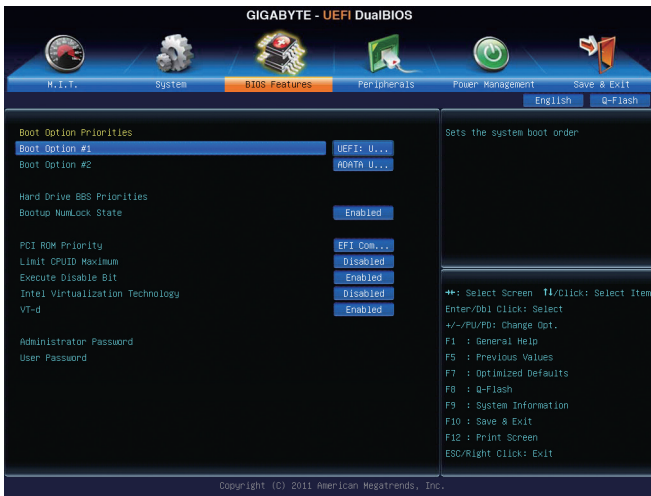 GIGABYTE - UEFI DualBIOS
M.I.T. System BIOS Features Peripherals Power Management Save & Exit
English Q-Flash
Boot Option Priorities
Boot Option #1 UEFI: U...
Boot Option #2 ADATA U...
Hard Drive BBS Priorities
Bootup NumLock State Enabled
PCI ROM Priority EFI Com...
Limit CPUID Maximum Disabled
Execute Disable Bit Enabled
Intel Virtualization Technology Disabled
VT-d Enabled
Administrator Password
User Password
Sets the system boot order
→←: Select Screen ↑↓/Click: Select Item
Enter/Dbl Click: Select
+/-/PU/PD: Change Opt.
F1 : General Help
F5 : Previous Values
F7 : Optimized Defaults
F8 : Q-Flash
F9 : System Information
F10 : Save & Exit
F12 : Print Screen
ESC/Right Click: Exit
Copyright (C) 2011 American Megatrends, Inc.